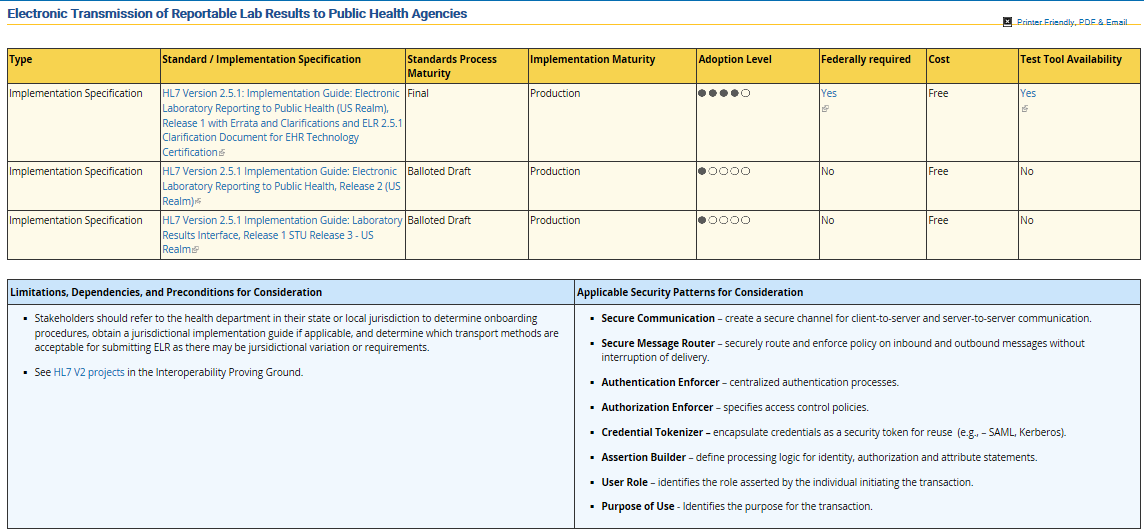 Electronic Transmission of Reportable Lab Results to Public Health Agencies
Printer Friendly, PDF & Email
Type
Standard / Implementation Specification
Standards Process
Maturity
Implementation Maturity
Adoption Level
Federally required
Cost
Test Tool Availability
Implementation Specification
HL7 Version 2.5.1: Implementation Guide: Electronic
Laboratory Reporting to Public Health (US Realm),
Release 1 with Errata and Clarifications and ELR 2.5.1
Clarification Document for EHR Technology
Certification
Final
Production
Yes
Free
Yes
Implementation Specification
HL7 Version 2.5.1 Implementation Guide: Electronic
Laboratory Reporting to Public Health, Release 2 (US
Realm)
Balloted Draft
Production
No
Free
No
Implementation Specification
HL7 Version 2.5.1 Implementation Guide: Laboratory
Results Interface, Release 1 STU Release 3 - US
Realm
Balloted Draft
Production
No
Free
No
Limitations, Dependencies, and Preconditions for Consideration
▪ Stakeholders should refer to the health department in their state or local jurisdiction to determine onboarding
procedures, obtain a jurisdictional implementation guide if applicable, and determine which transport methods are
acceptable for submitting ELR as there may be jursidictional variation or requirements.
▪ See HL7 V2 projects in the Interoperability Proving Ground.
Applicable Security Patterns for Consideration
▪ Secure Communication – create a secure channel for client-to-server and server-to-server communication.
▪ Secure Message Router – securely route and enforce policy on inbound and outbound messages without
interruption of delivery.
▪ Authentication Enforcer – centralized authentication processes.
▪ Authorization Enforcer – specifies access control policies.
▪ Credential Tokenizer – encapsulate credentials as a security token for reuse (e.g., – SAML, Kerberos).
▪ Assertion Builder – define processing logic for identity, authorization and attribute statements.
▪ User Role – identifies the role asserted by the individual initiating the transaction.
▪ Purpose of Use - Identifies the purpose for the transaction.